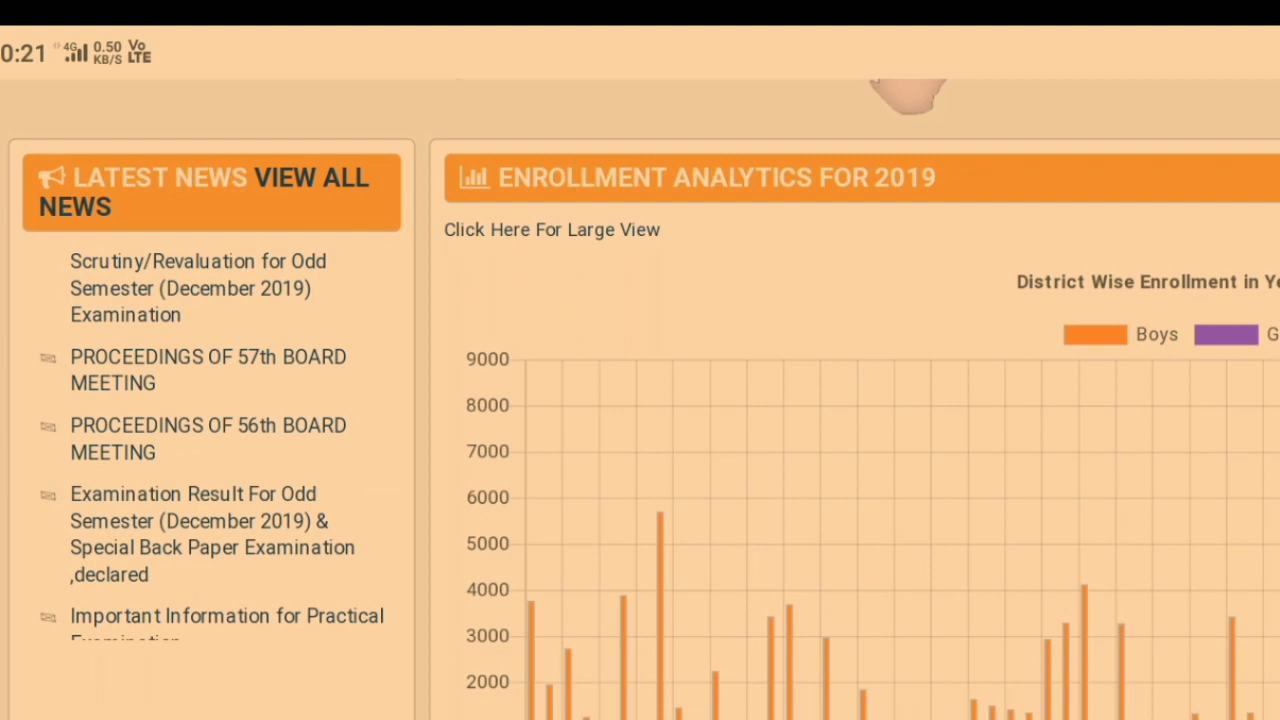 0:21 4G 0.50 KB/S Vo LTE
LATEST NEWS VIEW ALL
NEWS
Scrutiny/Revaluation for Odd
Semester (December 2019)
Examination
PROCEEDINGS OF 57th BOARD
MEETING
PROCEEDINGS OF 56th BOARD
MEETING
Examination Result For Odd
Semester (December 2019) &
Special Back Paper Examination
,declared
Important Information for Practical
ENROLLMENT ANALYTICS FOR 2019
Click Here For Large View
District Wise Enrollment in
Boys
9000
8000
7000
6000
5000
4000
3000
2000